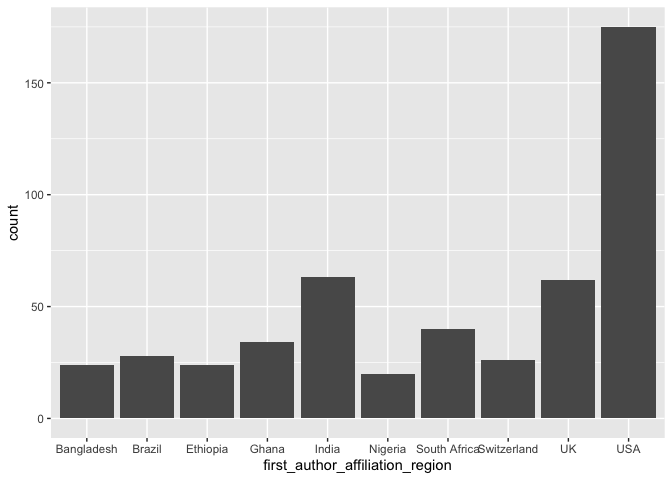 150
100
50
0
count
Bangladesh Brazil Ethiopia Ghana India Nigeria South Africa Switzerland UK USA
first_author_affiliation_region